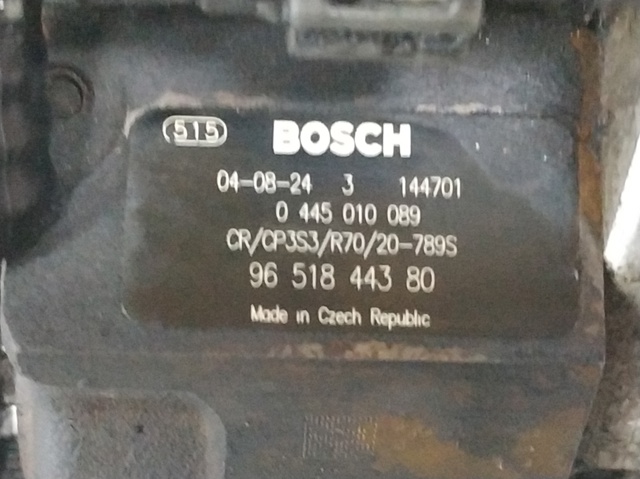 515 BOSCH
04-08-24 3 144701
0 445 010 089
CR/CP3S3/R70/20-789S
96 518 443 80
Made in Czech Republic